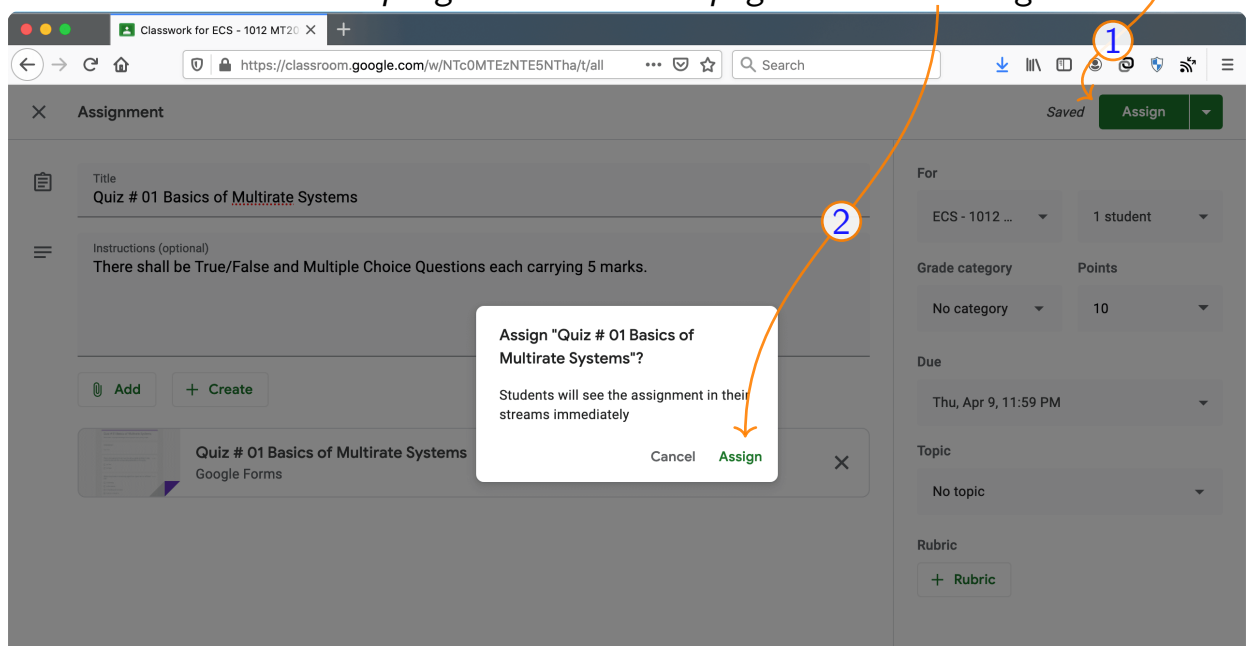 Classwork for ECS - 1012 MT20
https://classroom.google.com/w/NTc0MTEzNTE5NTha/t/all
Search
1
Assignment
Saved
Assign
Title
Quiz # 01 Basics of Multirate Systems
For
ECS - 1012 ...
1 student
2
Instructions (optional)
There shall be True/False and Multiple Choice Questions each carrying 5 marks.
Grade category
Points
No category
10
Assign "Quiz # 01 Basics of
Multirate Systems"?
Students will see the assignment in their
streams immediately
Cancel
Assign
Due
Thu, Apr 9, 11:59 PM
Add
+ Create
Quiz # 01 Basics of Multirate Systems
Google Forms
Topic
No topic
Rubric
+ Rubric